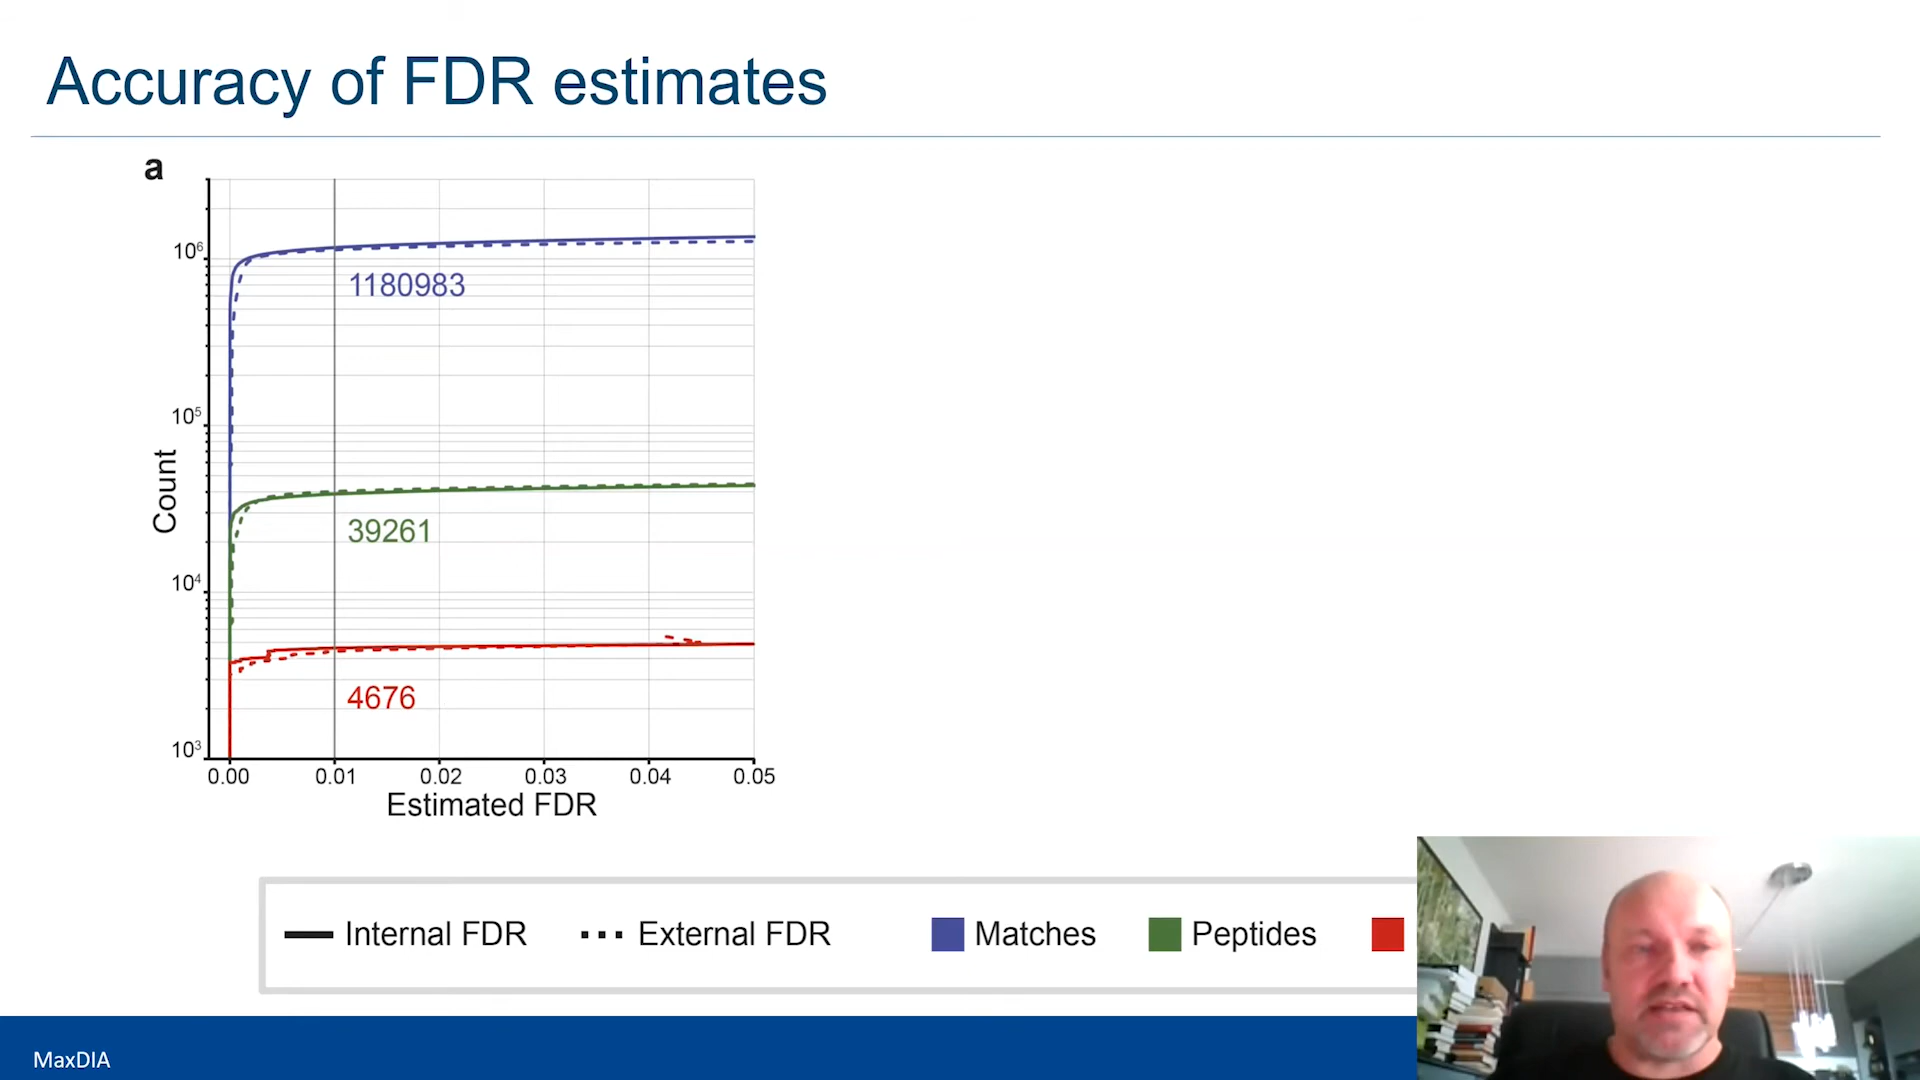 Accuracy of FDR estimates
a
10⁶
1180983
10⁵
Count
39261
10⁴
4676
10³
0.00 0.01 0.02 0.03 0.04 0.05
Estimated FDR
Internal FDR External FDR Matches Peptides
MaxDIA